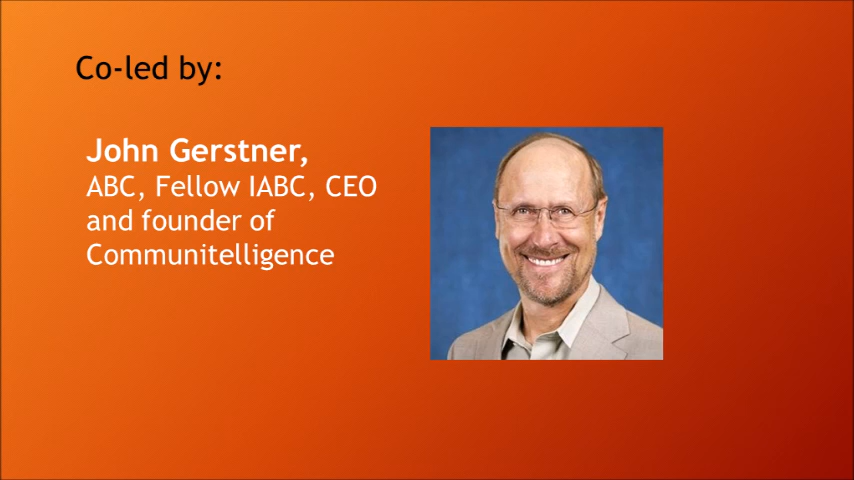 Co-led by:
John Gerstner,
ABC, Fellow IABC, CEO
and founder of
Communitelligence